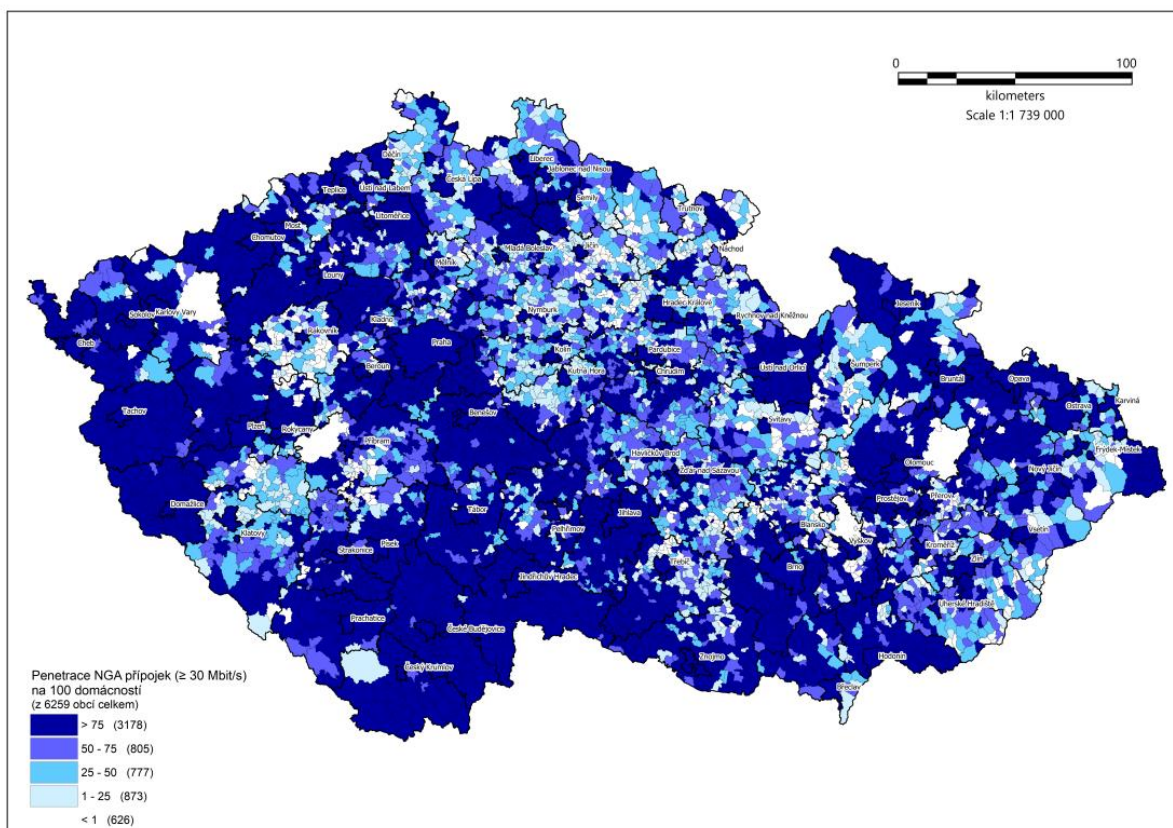 0 100
kilometers
Scale 1:1 739 000
Děčín
Liberec
Jablonec nad Nisou
Česká Lípa
Teplice
Ústí nad Labem
Semily
Trutnov
Litoměřice
Most
Chomutov
Mladá Boleslav
Jičín
Náchod
Mělník
Louny
Jeseník
Hradec Králové
Rychnov nad Kněžnou
Sokolov
Karlovy Vary
Nymburk
Kladno
Rakovník
Praha
Cheb
Kolín
Pardubice
Beroun
Kutná Hora
Chrudim
Ústí nad Orlicí
Šumperk
Bruntál
Opava
Karviná
Ostrava
Tachov
Benešov
Svitavy
Plzeň
Rokycany
Příbram
Frýdek-Místek
Havlíčkův Brod
Olomouc
Nový Jičín
Žďár nad Sázavou
Domažlice
Prostějov
Přerov
Tábor
Jihlava
Pelhřimov
Blansko
Vsetín
Klatovy
Písek
Vyškov
Kroměříž
Strakonice
Zlín
Třebíč
Brno
Jindřichův Hradec
Uherské Hradiště
Prachatice
České Budějovice
Znojmo
Hodonín
Český Krumlov
Břeclav
Penetrace NGA přípojek (≥ 30 Mbit/s)
na 100 domácností
(z 6259 obcí celkem)
> 75 (3178)
50 - 75 (805)
25 - 50 (777)
1 - 25 (873)
< 1 (626)